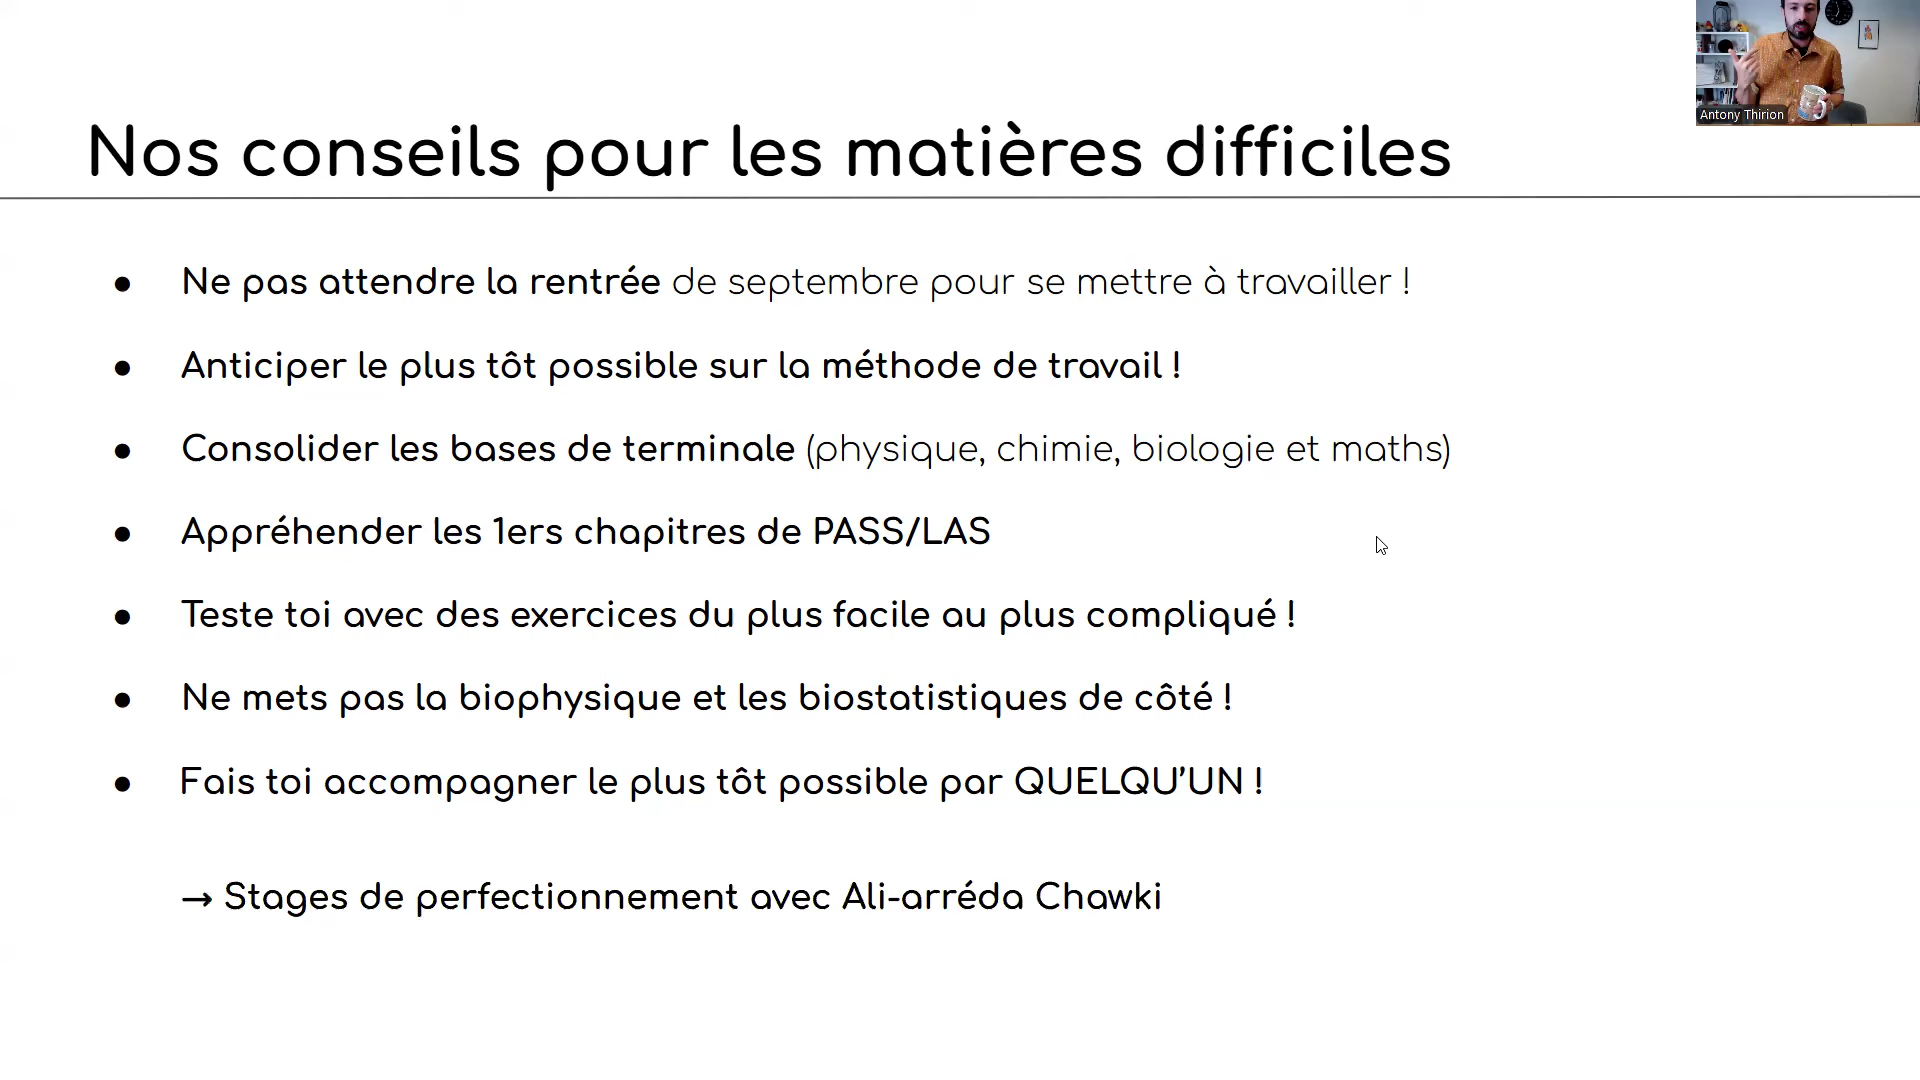 Antony Thirion
Nos conseils pour les matières difficiles
● Ne pas attendre la rentrée de septembre pour se mettre à travailler !
● Anticiper le plus tôt possible sur la méthode de travail !
● Consolider les bases de terminale (physique, chimie, biologie et maths)
● Appréhender les 1ers chapitres de PASS/LAS
● Teste toi avec des exercices du plus facile au plus compliqué !
● Ne mets pas la biophysique et les biostatistiques de côté !
● Fais toi accompagner le plus tôt possible par QUELQU’UN !
→ Stages de perfectionnement avec Ali-arréda Chawki